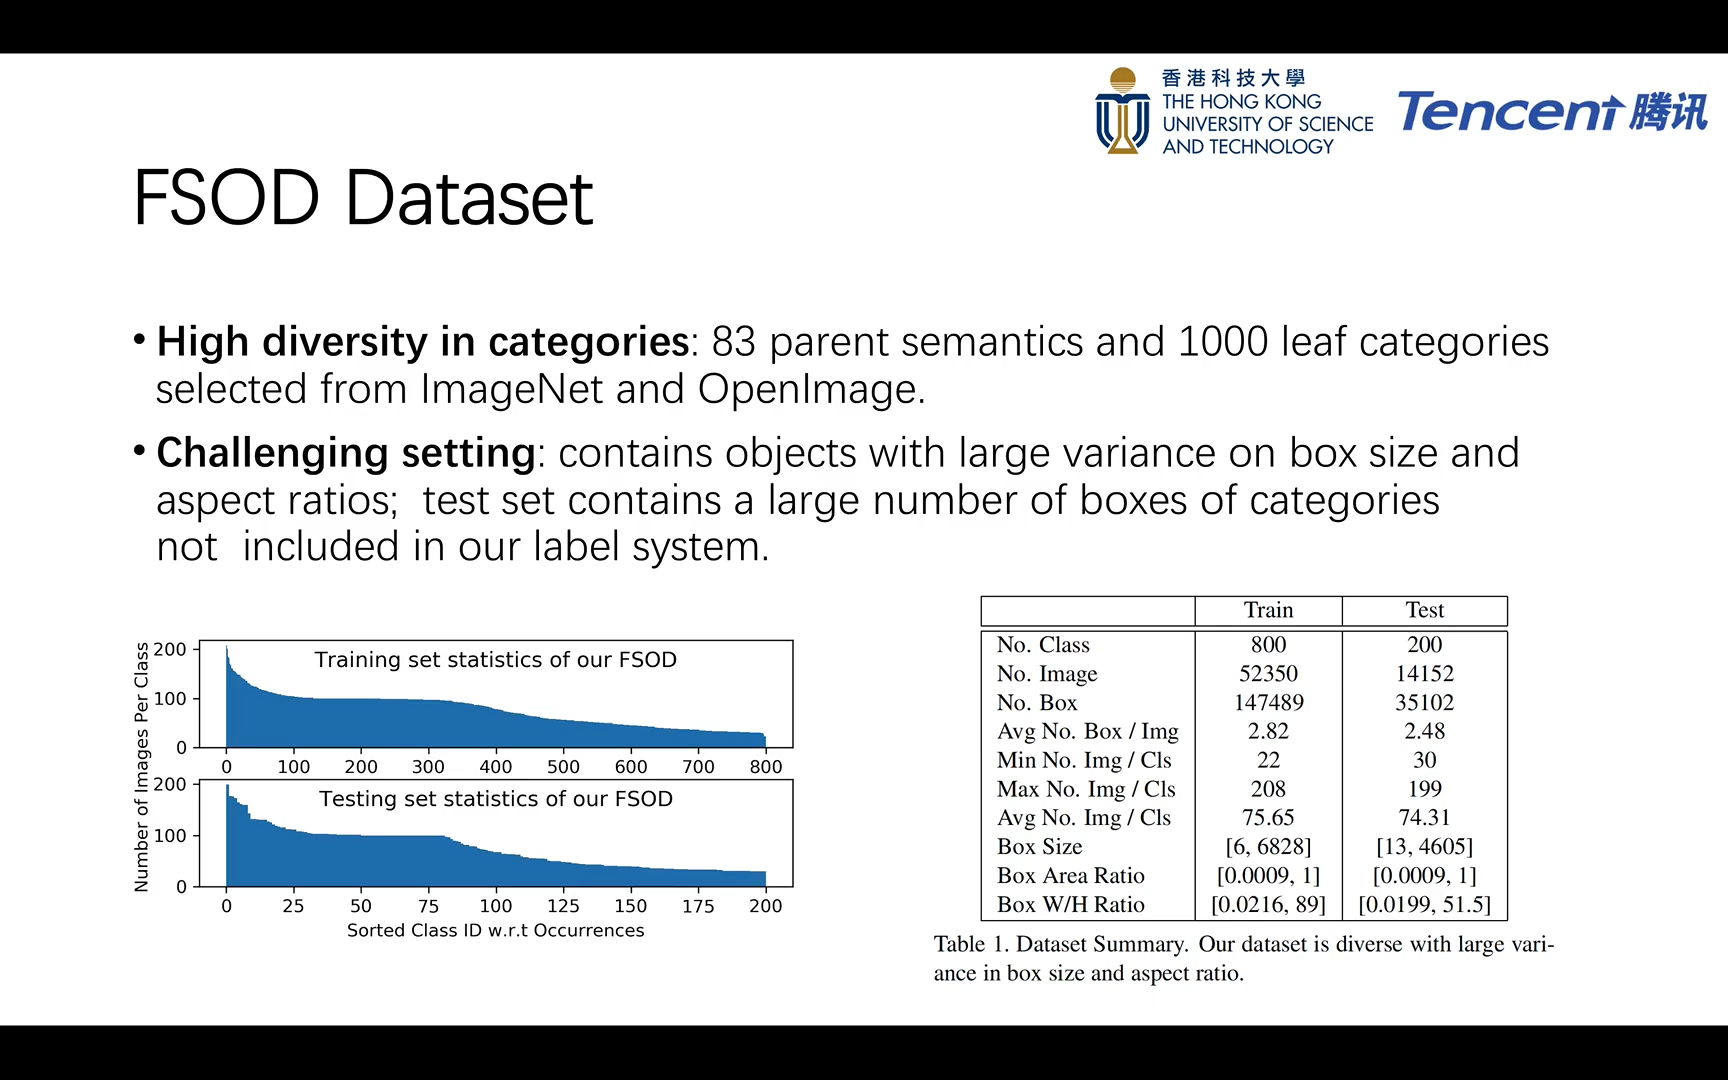 香港科技大學
THE HONG KONG
UNIVERSITY OF SCIENCE
AND TECHNOLOGY
Tencent 腾讯
FSOD Dataset
• High diversity in categories: 83 parent semantics and 1000 leaf categories
selected from ImageNet and OpenImage.
• Challenging setting: contains objects with large variance on box size and
aspect ratios; test set contains a large number of boxes of categories
not included in our label system.
Number of Images Per Class
Training set statistics of our FSOD
200
100
0
0 100 200 300 400 500 600 700 800
Testing set statistics of our FSOD
200
100
0
0 25 50 75 100 125 150 175 200
Sorted Class ID w.r.t Occurrences
Train Test
No. Class 800 200
No. Image 52350 14152
No. Box 147489 35102
Avg No. Box / Img 2.82 2.48
Min No. Img / Cls 22 30
Max No. Img / Cls 208 199
Avg No. Img / Cls 75.65 74.31
Box Size [6, 6828] [13, 4605]
Box Area Ratio [0.0009, 1] [0.0009, 1]
Box W/H Ratio [0.0216, 89] [0.0199, 51.5]
Table 1. Dataset Summary. Our dataset is diverse with large vari-
ance in box size and aspect ratio.